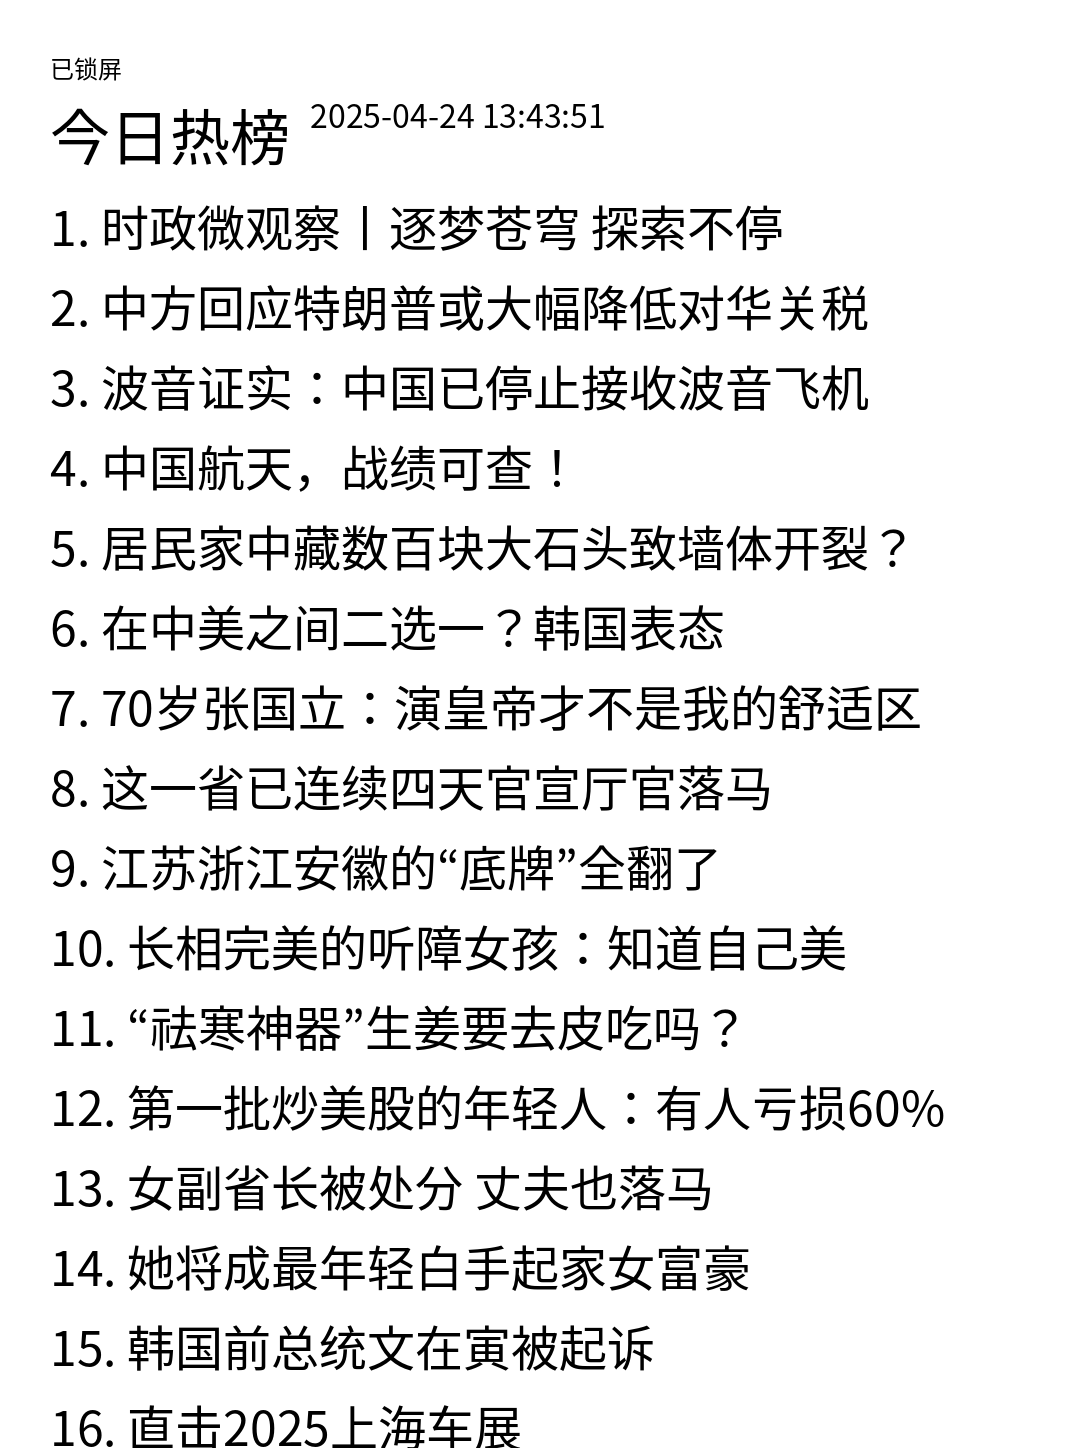 已锁屏
今日热榜 2025-04-24 13:43:51
1. 时政微观察丨逐梦苍穹 探索不停
2. 中方回应特朗普或大幅降低对华关税
3. 波音证实：中国已停止接收波音飞机
4. 中国航天，战绩可查！
5. 居民家中藏数百块大石头致墙体开裂？
6. 在中美之间二选一？韩国表态
7. 70岁张国立：演皇帝才不是我的舒适区
8. 这一省已连续四天官宣厅官落马
9. 江苏浙江安徽的“底牌”全翻了
10. 长相完美的听障女孩：知道自己美
11. “祛寒神器”生姜要去皮吃吗？
12. 第一批炒美股的年轻人：有人亏损60%
13. 女副省长被处分 丈夫也落马
14. 她将成最年轻白手起家女富豪
15. 韩国前总统文在寅被起诉
16. 直击2025上海车展